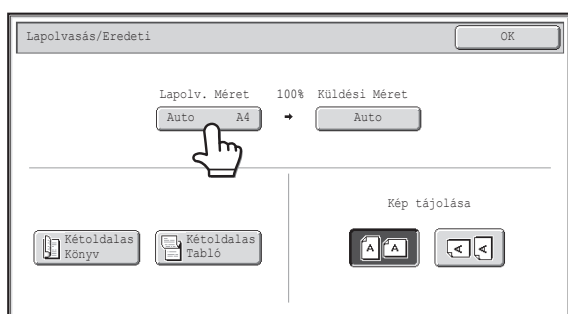 Lapolvasás/Eredeti OK
Lapolv. Méret 100% Küldési Méret
Auto A4 Auto
Kép tájolása
Kétoldalas Könyv
Kétoldalas Tabló
A A A A